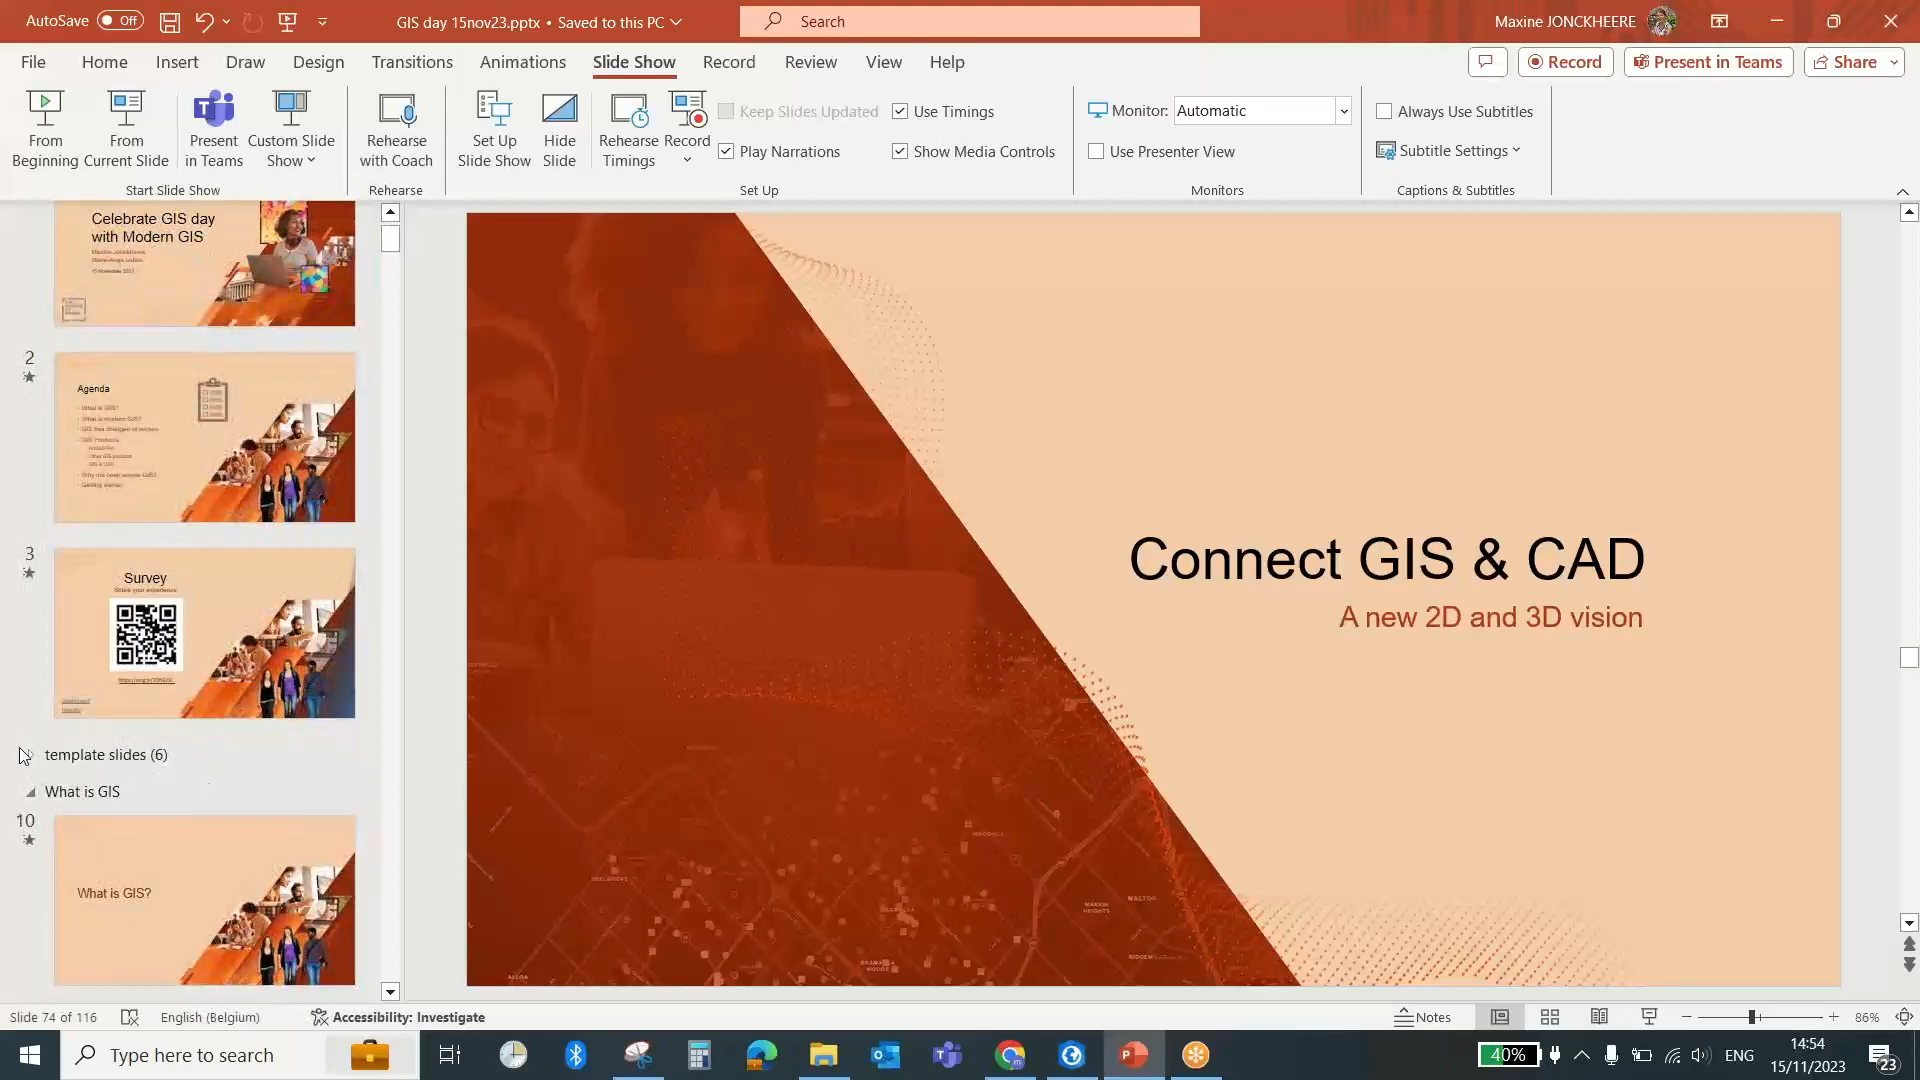 AutoSave Off
GIS day 15nov23.pptx • Saved to this PC
Search
Maxine JONCKHEERE
File Home Insert Draw Design Transitions Animations Slide Show Record Review View Help
Record
Present in Teams
Share
From Beginning
From Current Slide
Present in Teams
Custom Slide Show
Start Slide Show
Rehearse with Coach
Rehearse
Set Up Slide Show
Hide Slide
Rehearse Timings
Record
Keep Slides Updated
Play Narrations
Use Timings
Show Media Controls
Set Up
Monitor: Automatic
Use Presenter View
Monitors
Always Use Subtitles
Subtitle Settings
Captions & Subtitles
Celebrate GIS day
with Modern GIS
2
Agenda
3
Survey
Share your experience
template slides (6)
What is GIS
10
What is GIS?
Connect GIS & CAD
A new 2D and 3D vision
Slide 74 of 116
English (Belgium)
Accessibility: Investigate
Notes
86%
Type here to search
40%
ENG
14:54
15/11/2023
23